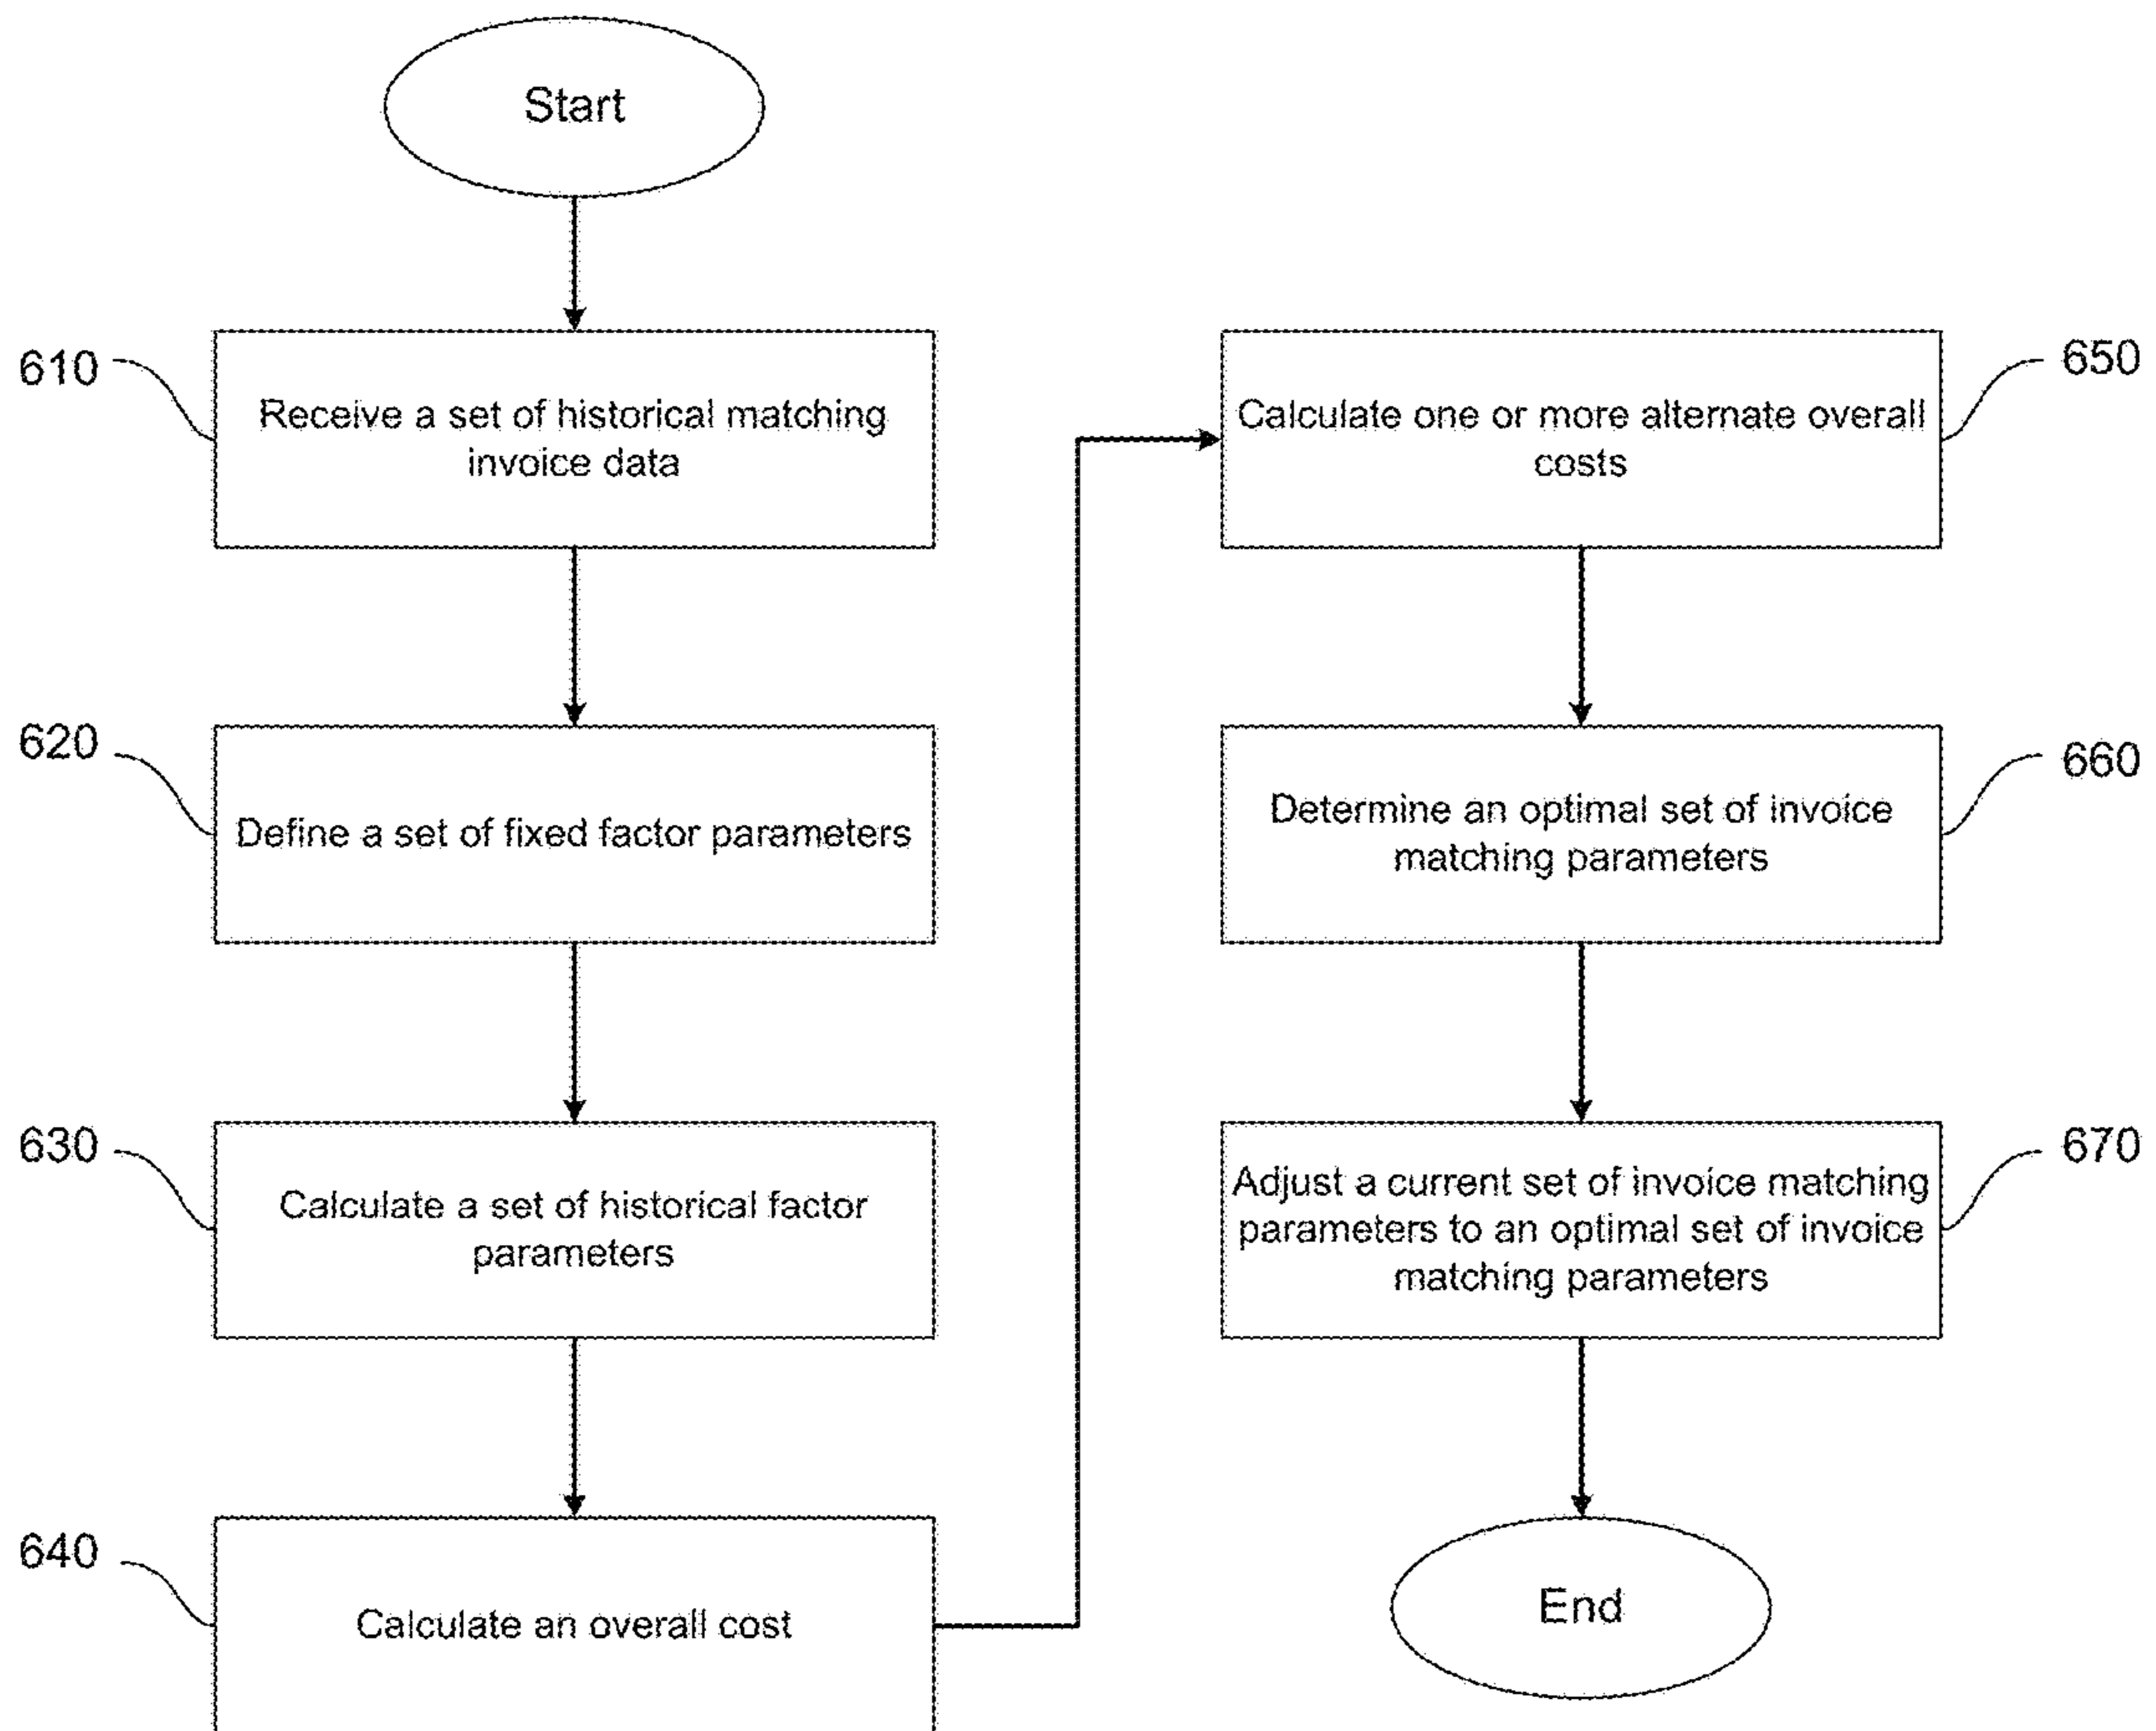 Start
610
Receive a set of historical matching
invoice data
620
Define a set of fixed factor parameters
630
Calculate a set of historical factor
parameters
640
Calculate an overall cost
650
Calculate one or more alternate overall
costs
660
Determine an optimal set of invoice
matching parameters
670
Adjust a current set of invoice matching
parameters to an optimal set of invoice
matching parameters
End